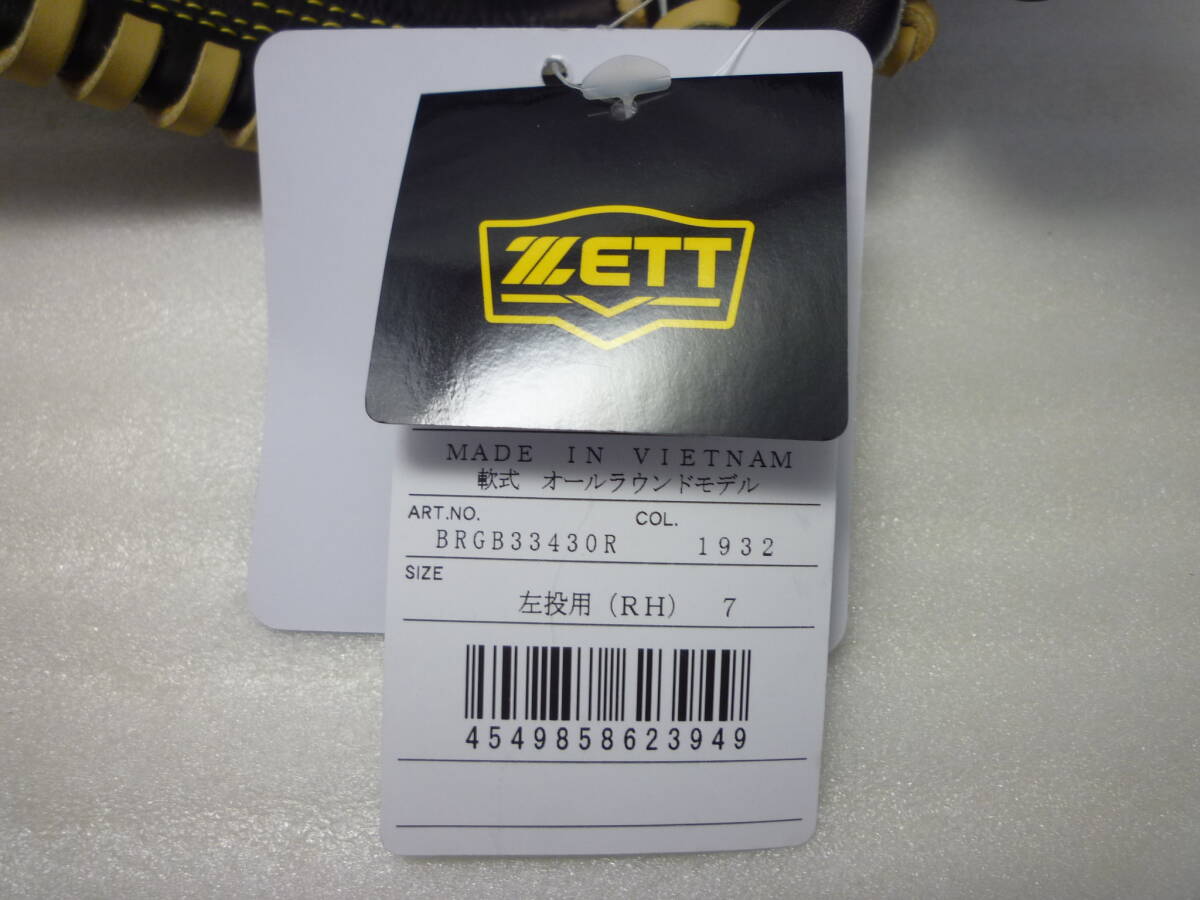 ZETT
MADE IN VIETNAM
軟式 オールラウンドモデル
ART.NO. COL.
BRGB33430R 1932
SIZE
左投用(RH) 7
4549858623949